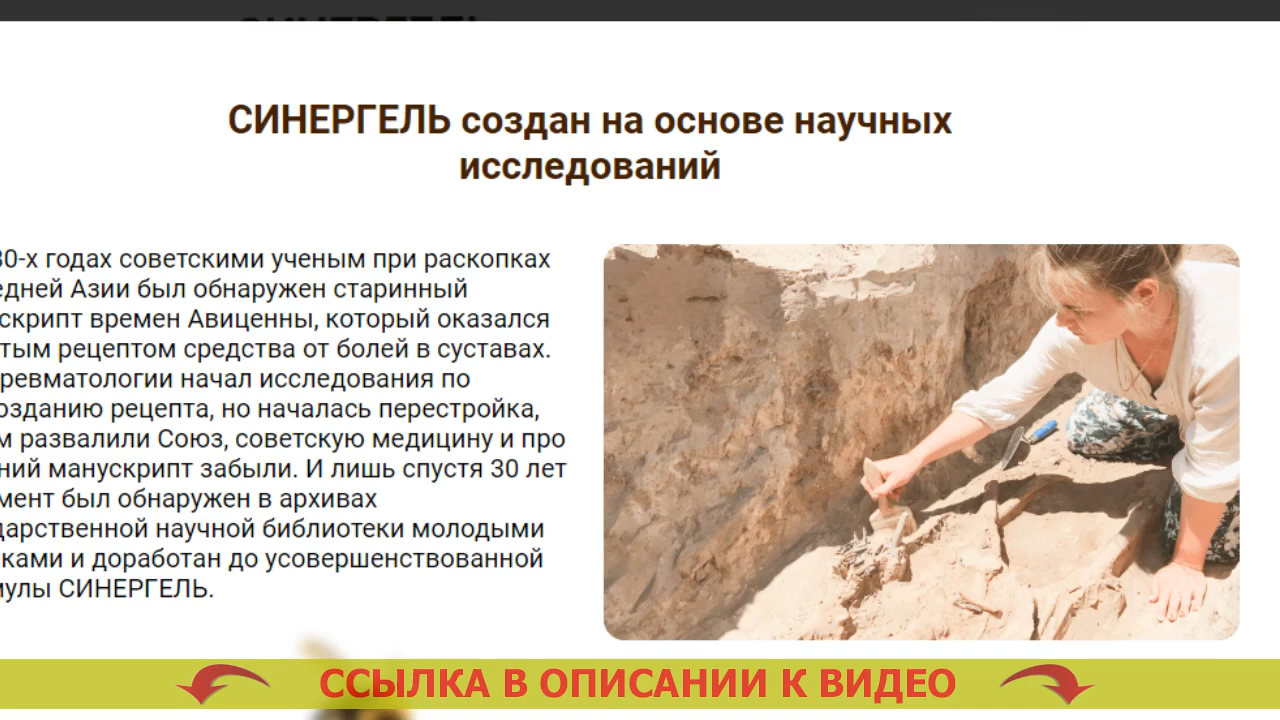 СИНЕРГЕЛЬ создан на основе научных
исследований
80-х годах советскими ученым при раскопках
едней Азии был обнаружен старинный
скрипт времен Авиценны, который оказался
тым рецептом средства от болей в суставах.
ревматологии начал исследования по
озданию рецепта, но началась перестройка,
м развалили Союз, советскую медицину и про
ний манускрипт забыли. И лишь спустя 30 лет
мент был обнаружен в архивах
дарственной научной библиотеки молодыми
ками и доработан до усовершенствованной
мулы СИНЕРГЕЛЬ.
ССЫЛКА В ОПИСАНИИ К ВИДЕО